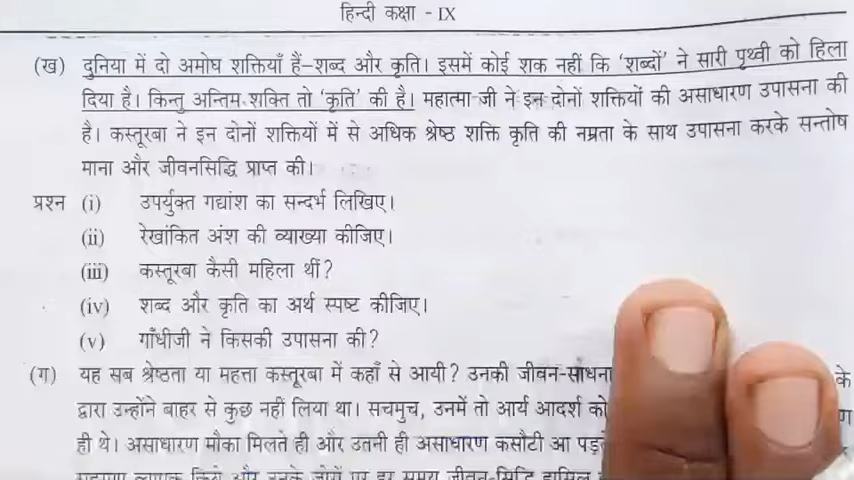 हिन्दी कक्षा - IX
(ख) दुनिया में दो अमोघ शक्तियाँ हैं–शब्द और कृति। इसमें कोई शक नहीं कि ‘शब्दों’ ने सारी पृथ्वी को हिला
दिया है। किन्तु अन्तिम शक्ति तो ‘कृति’ की है। महात्मा जी ने इन दोनों शक्तियों की असाधारण उपासना की
है। कस्तूरबा ने इन दोनों शक्तियों में से अधिक श्रेष्ठ शक्ति कृति की नम्रता के साथ उपासना करके सन्तोष
माना और जीवनसिद्धि प्राप्त की।
प्रश्न (i) उपर्युक्त गद्यांश का सन्दर्भ लिखिए।
(ii) रेखांकित अंश की व्याख्या कीजिए।
(iii) कस्तूरबा कैसी महिला थीं?
(iv) शब्द और कृति का अर्थ स्पष्ट कीजिए।
(v) गाँधीजी ने किसकी उपासना की?
(ग) यह सब श्रेष्ठता या महत्ता कस्तूरबा में कहाँ से आयी? उनकी जीवन-साधना के
द्वारा उन्होंने बाहर से कुछ नहीं लिया था। सचमुच, उनमें तो आर्य आदर्श को
ही थे। असाधारण मौका मिलते ही और उतनी ही असाधारण कसौटी आ